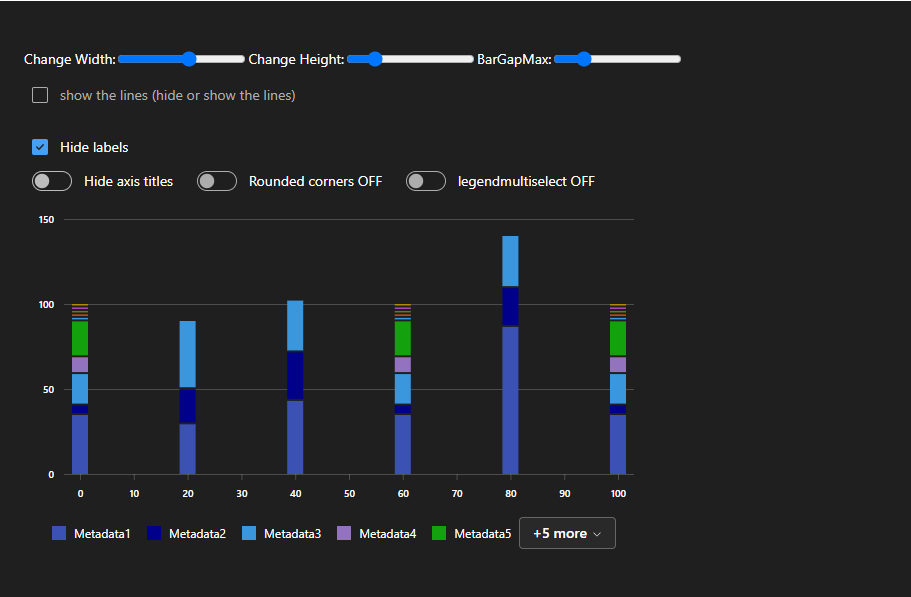 Change Width: Change Height: BarGapMax:
show the lines (hide or show the lines)
Hide labels
Hide axis titles Rounded corners OFF legendmultiselect OFF
150
100
50
0
0 10 20 30 40 50 60 70 80 90 100
Metadata1 Metadata2 Metadata3 Metadata4 Metadata5 +5 more